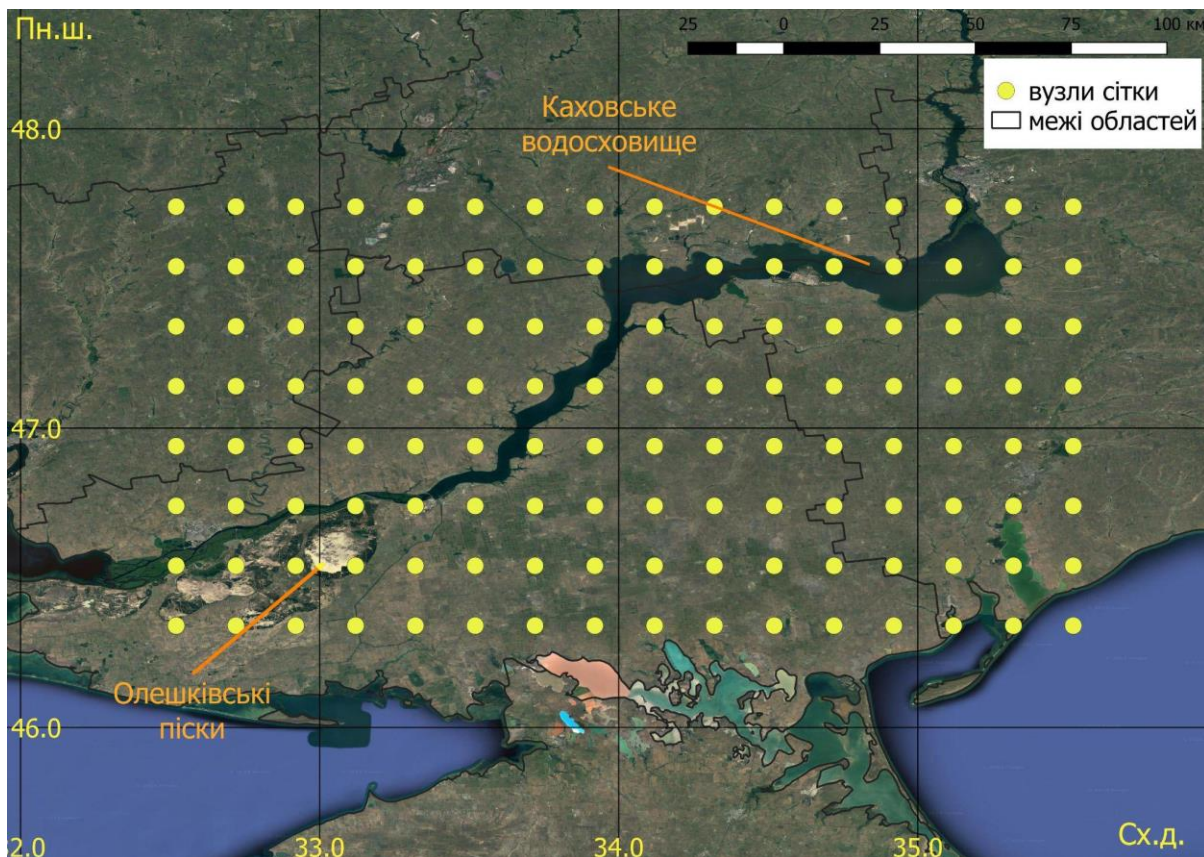 Пн.ш.
25 0 25 50 75 100 км
вузли сітки
межі областей
Каховське
водосховище
48.0
47.0
Олешківські
піски
46.0
Сх.д.
32.0 33.0 34.0 35.0